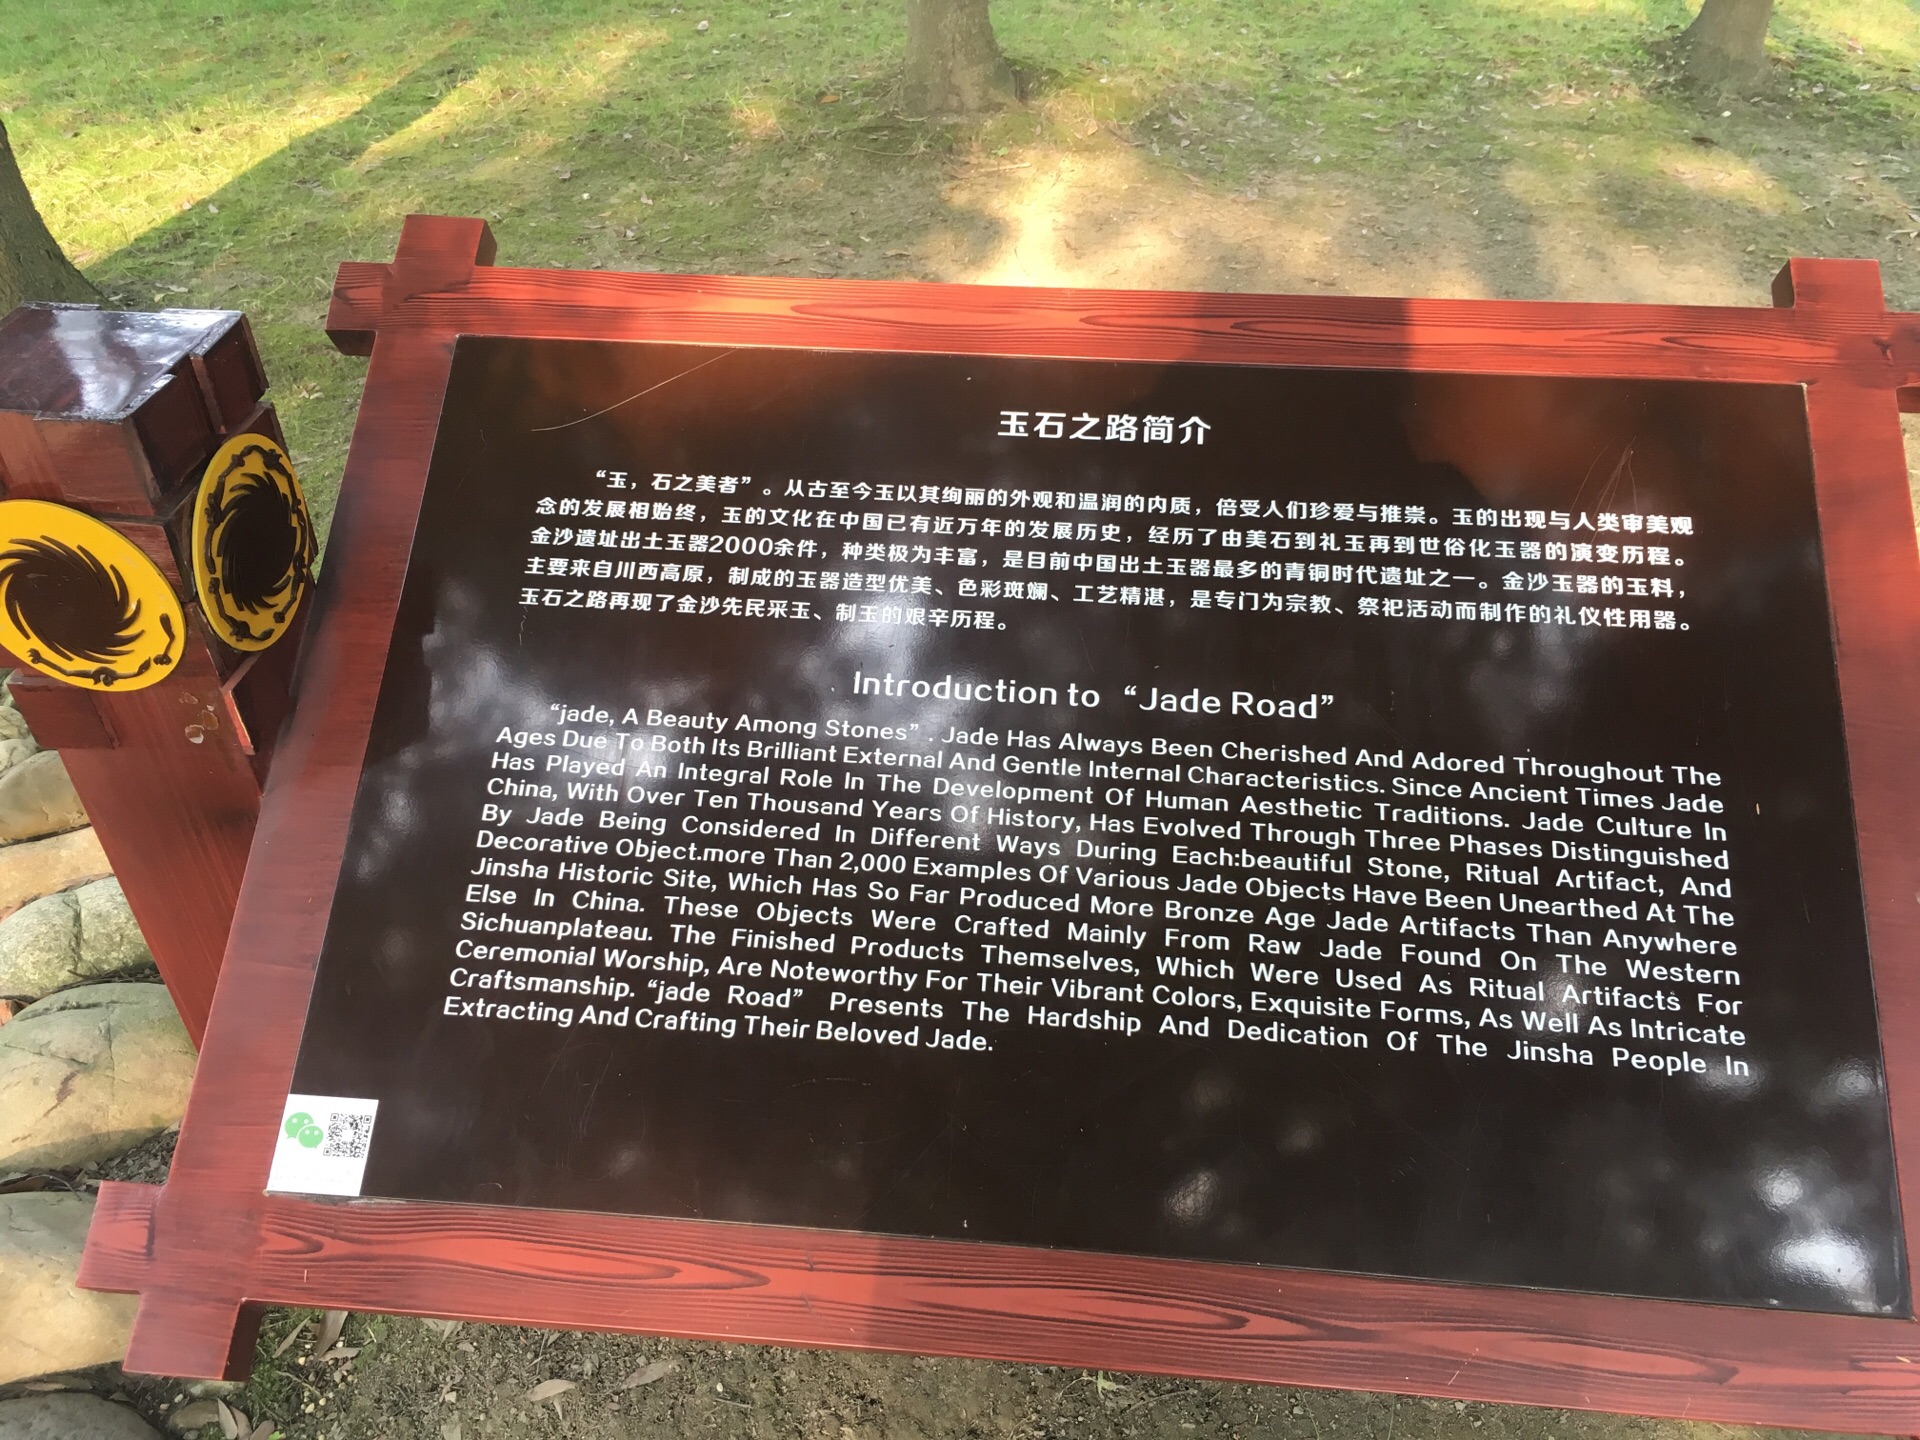 玉石之路简介
“玉，石之美者”。从古至今玉以其绚丽的外观和温润的内质，倍受人们珍爱与推崇。玉的出现与人类审美观
念的发展相始终，玉的文化在中国已有近万年的发展历史，经历了由美石到礼玉再到世俗化玉器的演变历程。
金沙遗址出土玉器2000余件，种类极为丰富，是目前中国出土玉器最多的青铜时代遗址之一。金沙玉器的玉料，
主要来自川西高原，制成的玉器造型优美、色彩斑斓、工艺精湛，是专门为宗教、祭祀活动而制作的礼仪性用器。
玉石之路再现了金沙先民采玉、制玉的艰辛历程。
Introduction to “Jade Road”
“jade, A Beauty Among Stones” . Jade Has Always Been Cherished And Adored Throughout The
Ages Due To Both Its Brilliant External And Gentle Internal Characteristics. Since Ancient Times Jade
Has Played An Integral Role In The Development Of Human Aesthetic Traditions. Jade Culture In
China, With Over Ten Thousand Years Of History, Has Evolved Through Three Phases Distinguished
By Jade Being Considered In Different Ways During Each:beautiful Stone, Ritual Artifact, And
Decorative Object.more Than 2,000 Examples Of Various Jade Objects Have Been Unearthed At The
Jinsha Historic Site, Which Has So Far Produced More Bronze Age Jade Artifacts Than Anywhere
Else In China. These Objects Were Crafted Mainly From Raw Jade Found On The Western
Sichuanplateau. The Finished Products Themselves, Which Were Used As Ritual Artifacts For
Ceremonial Worship, Are Noteworthy For Their Vibrant Colors, Exquisite Forms, As Well As Intricate
Craftsmanship. “jade Road” Presents The Hardship And Dedication Of The Jinsha People In
Extracting And Crafting Their Beloved Jade.